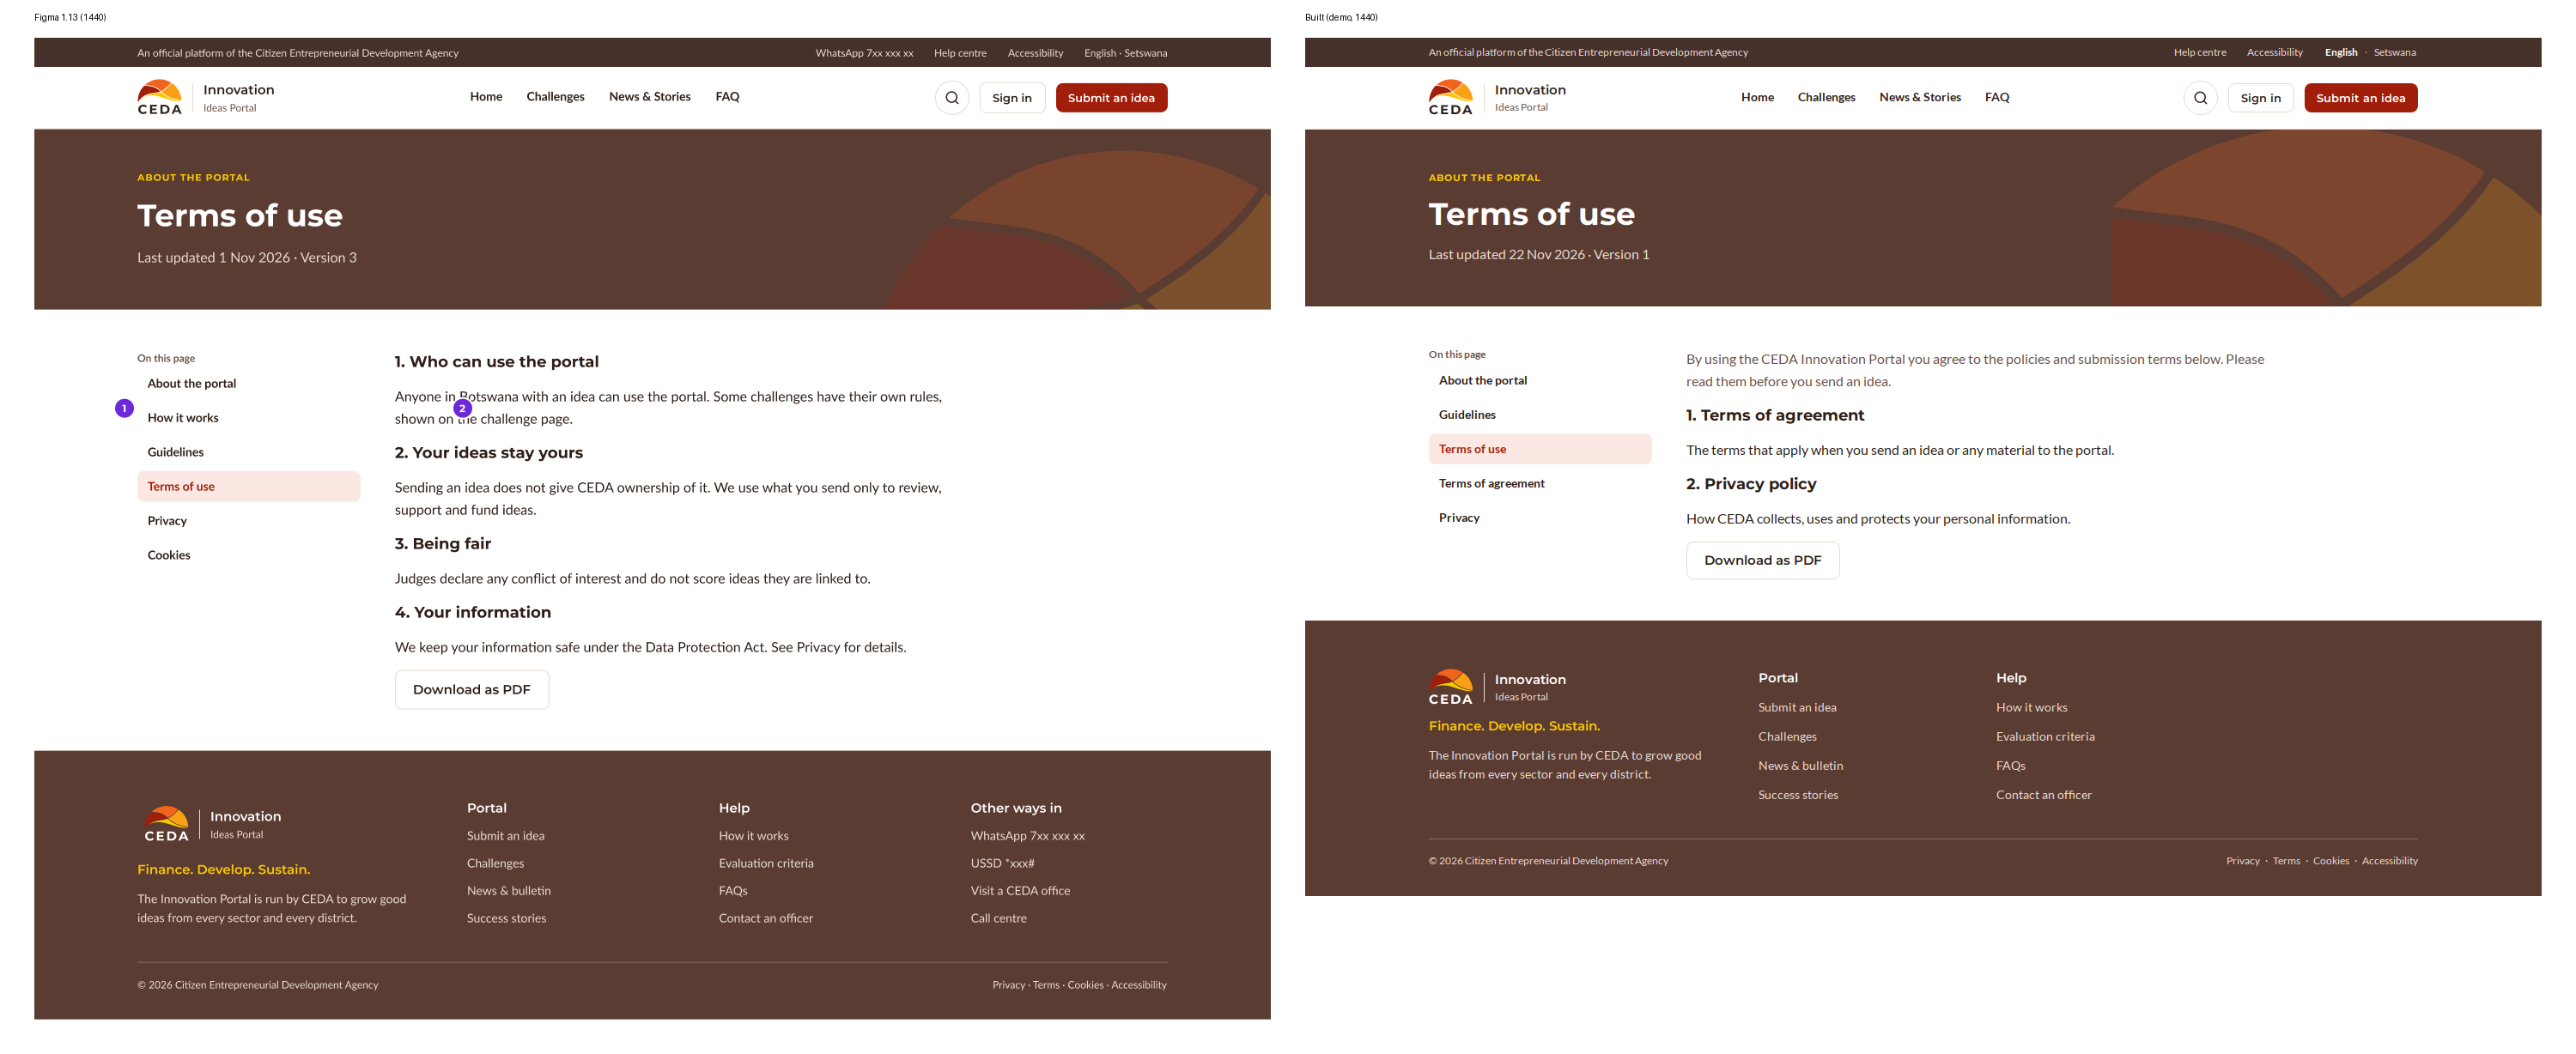 Figma 1.13 (1440)
An official platform of the Citizen Entrepreneurial Development Agency
WhatsApp 7xx xxx xx
Help centre
Accessibility
English · Setswana
CEDA
Innovation
Ideas Portal
Home
Challenges
News & Stories
FAQ
Sign in
Submit an idea
ABOUT THE PORTAL
Terms of use
Last updated 1 Nov 2026 · Version 3
On this page
About the portal
1
How it works
Guidelines
Terms of use
Privacy
Cookies
1. Who can use the portal
Anyone in Botswana with an idea can use the portal. Some challenges have their own rules,
2
shown on the challenge page.
2. Your ideas stay yours
Sending an idea does not give CEDA ownership of it. We use what you send only to review,
support and fund ideas.
3. Being fair
Judges declare any conflict of interest and do not score ideas they are linked to.
4. Your information
We keep your information safe under the Data Protection Act. See Privacy for details.
Download as PDF
CEDA
Innovation
Ideas Portal
Finance. Develop. Sustain.
The Innovation Portal is run by CEDA to grow good
ideas from every sector and every district.
Portal
Submit an idea
Challenges
News & bulletin
Success stories
Help
How it works
Evaluation criteria
FAQs
Contact an officer
Other ways in
WhatsApp 7xx xxx xx
USSD *xxx#
Visit a CEDA office
Call centre
© 2026 Citizen Entrepreneurial Development Agency
Privacy · Terms · Cookies · Accessibility
Built (demo, 1440)
An official platform of the Citizen Entrepreneurial Development Agency
Help centre
Accessibility
English · Setswana
CEDA
Innovation
Ideas Portal
Home
Challenges
News & Stories
FAQ
Sign in
Submit an idea
ABOUT THE PORTAL
Terms of use
Last updated 22 Nov 2026 · Version 1
On this page
About the portal
Guidelines
Terms of use
Terms of agreement
Privacy
By using the CEDA Innovation Portal you agree to the policies and submission terms below. Please
read them before you send an idea.
1. Terms of agreement
The terms that apply when you send an idea or any material to the portal.
2. Privacy policy
How CEDA collects, uses and protects your personal information.
Download as PDF
CEDA
Innovation
Ideas Portal
Finance. Develop. Sustain.
The Innovation Portal is run by CEDA to grow good
ideas from every sector and every district.
Portal
Submit an idea
Challenges
News & bulletin
Success stories
Help
How it works
Evaluation criteria
FAQs
Contact an officer
© 2026 Citizen Entrepreneurial Development Agency
Privacy · Terms · Cookies · Accessibility